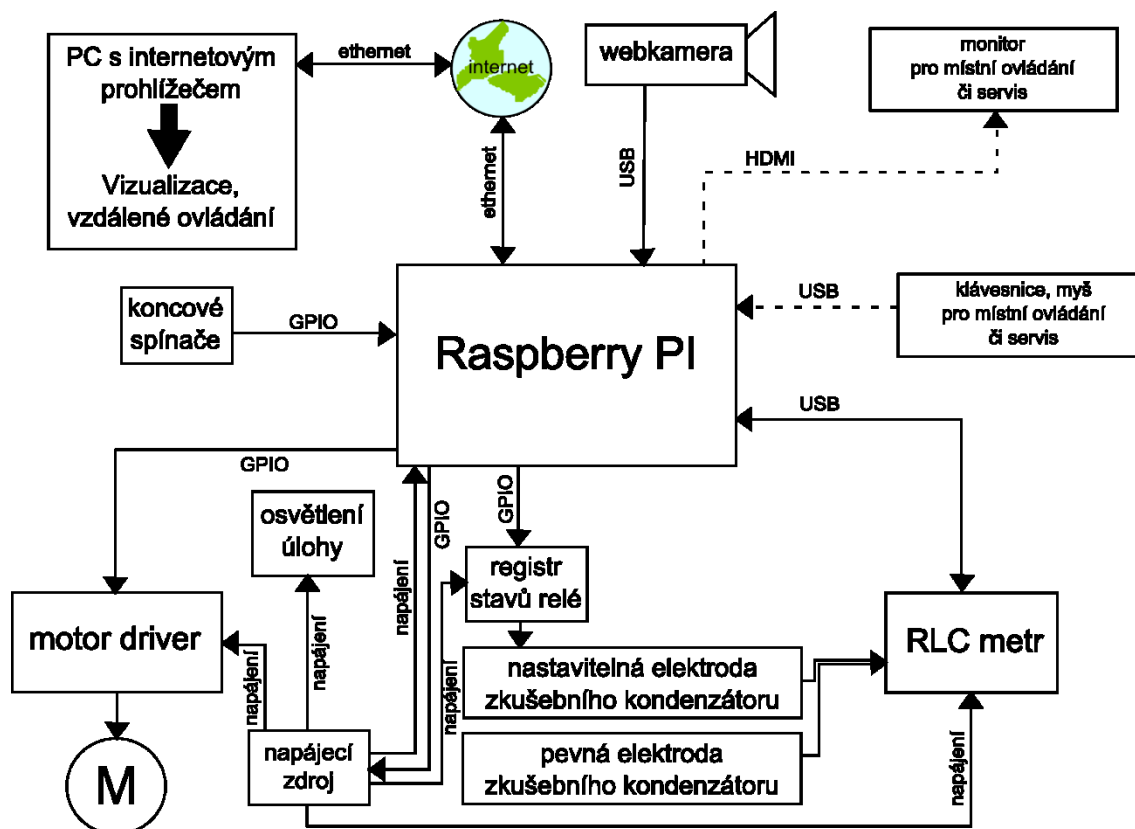 PC s internetovým
prohlížečem
Vizualizace,
vzdálené ovládání
ethernet
internet
webkamera
monitor
pro místní ovládání
či servis
ethernet
USB
HDMI
koncové
spínače
GPIO
Raspberry PI
USB
klávesnice, myš
pro místní ovládání
či servis
USB
GPIO
osvětlení
úlohy
napájení
GPIO
GPIO
registr
stavů relé
motor driver
napájení
napájení
napájení
nastavitelná elektroda
zkušebního kondenzátoru
RLC metr
M
napájecí
zdroj
pevná elektroda
zkušebního kondenzátoru
napájení